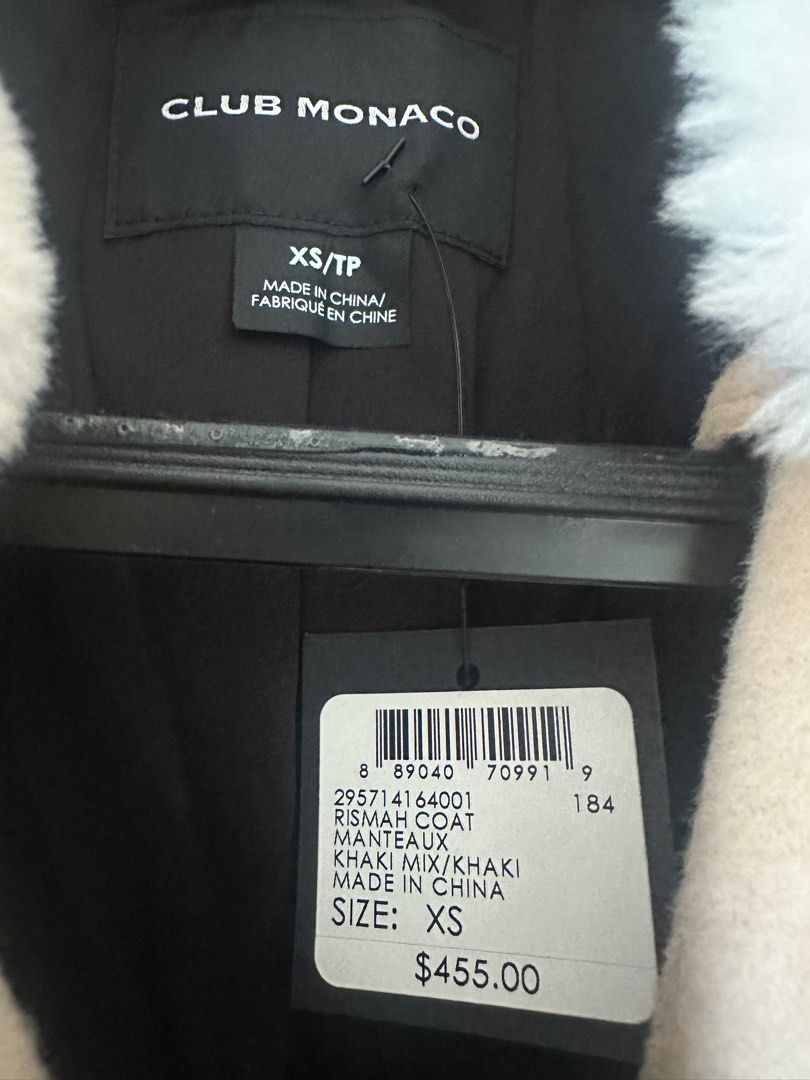 CLUB MONACO
XS/TP
MADE IN CHINA/
FABRIQUÉ EN CHINE
8 89040 70991 9
295714164001 184
RISMAH COAT
MANTEAUX
KHAKI MIX/KHAKI
MADE IN CHINA
SIZE: XS
$455.00